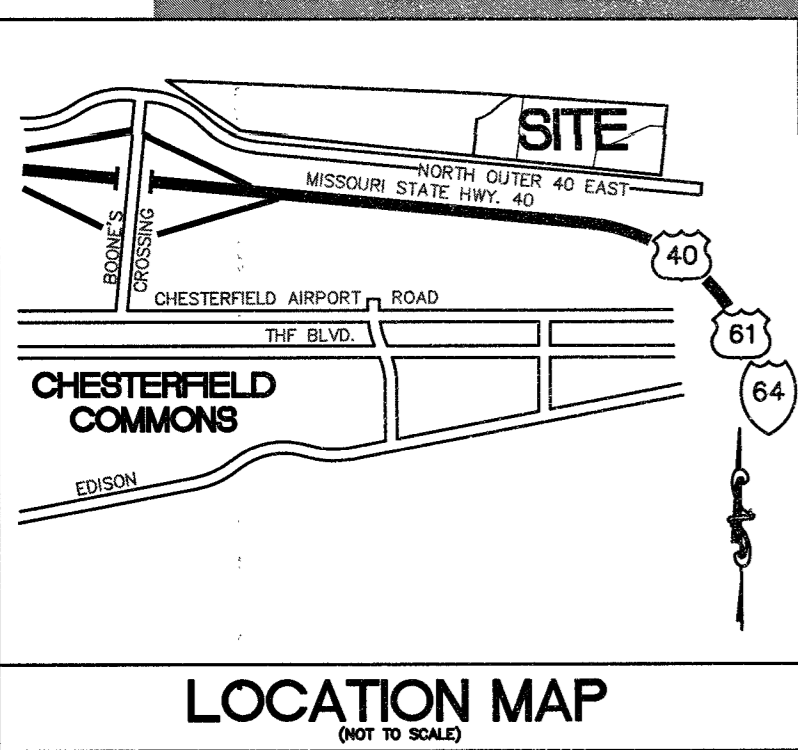 SITE
NORTH OUTER 40 EAST
MISSOURI STATE HWY. 40
BOONE'S
CROSSING
40
CHESTERFIELD AIRPORT ROAD
THF BLVD.
61
64
CHESTERFIELD
COMMONS
EDISON
LOCATION MAP
(NOT TO SCALE)